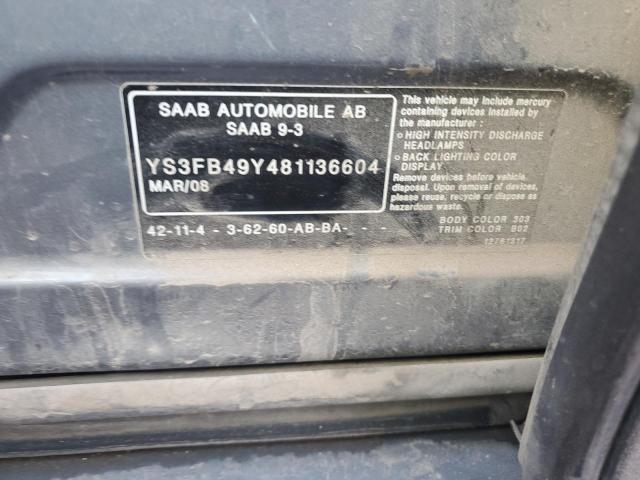 SAAB AUTOMOBILE AB
SAAB 9-3
YS3FB49Y481136604
MAR/08
42-11-4 - 3-62-60-AB-BA- - -
This vehicle may include mercury
containing devices installed by
the manufacturer :
○ HIGH INTENSITY DISCHARGE
HEADLAMPS
○ BACK LIGHTING COLOR
DISPLAY
Remove devices before vehicle
disposal. Upon removal of devices,
please reuse, recycle or dispose as
hazardous waste.
BODY COLOR 303
TRIM COLOR B02
12781217